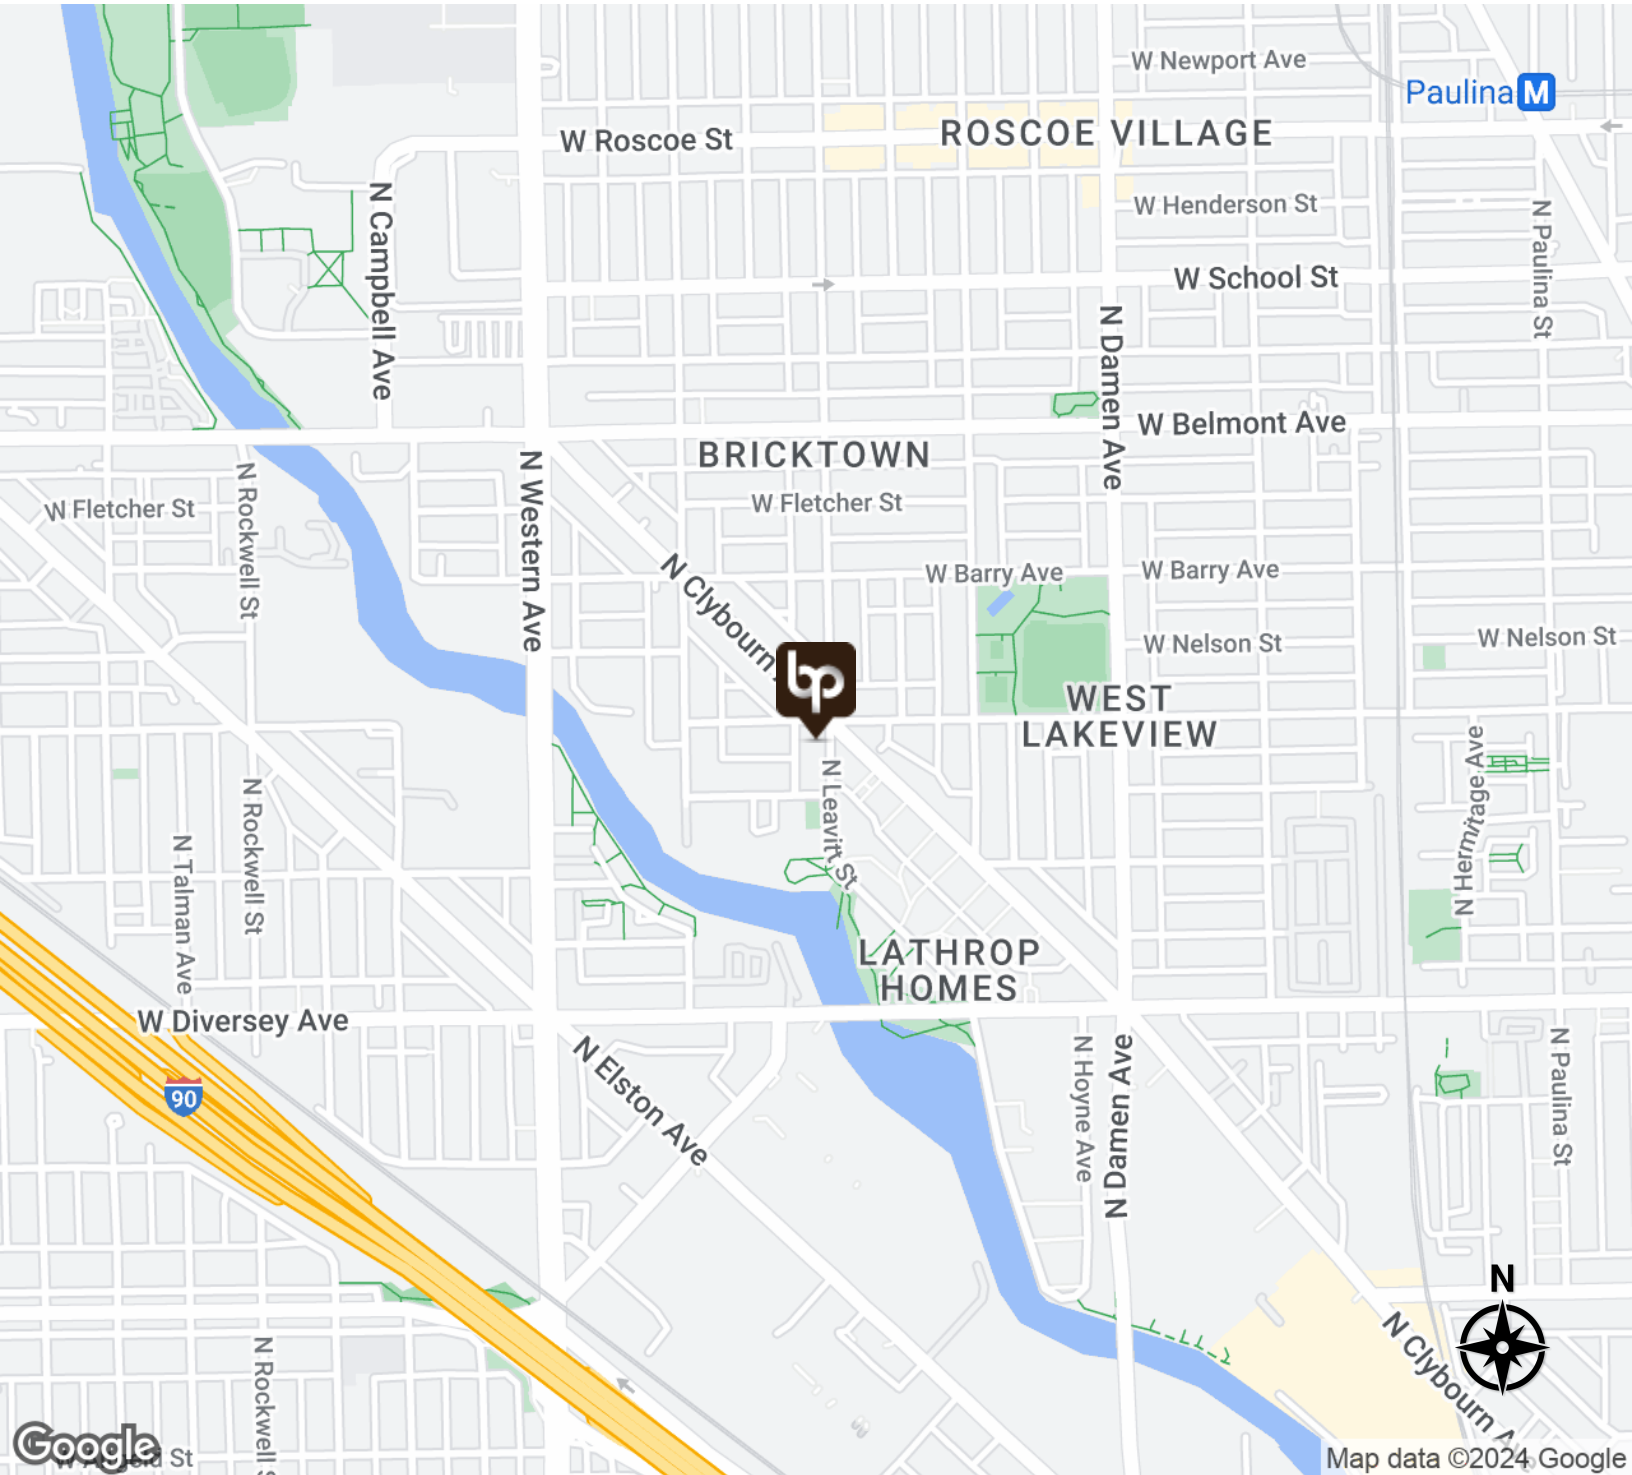 W Newport Ave
Paulina M
W Roscoe St
ROSCOE VILLAGE
N Campbell Ave
W Henderson St
N Paulina St
W School St
N Damen Ave
W Belmont Ave
BRICKTOWN
W Fletcher St
W Fletcher St
N Rockwell St
N Western Ave
N Clybourn
W Barry Ave
W Barry Ave
W Nelson St
W Nelson St
bp
WEST
LAKEVIEW
N Leavitt St
N Hermitage Ave
N Rockwell St
N Talman Ave
LATHROP
HOMES
W Diversey Ave
N Elston Ave
N Hoyne Ave
N Damen Ave
N Paulina St
90
N
N Clybourn
N Rockwell S
Google
St
Map data ©2024 Google